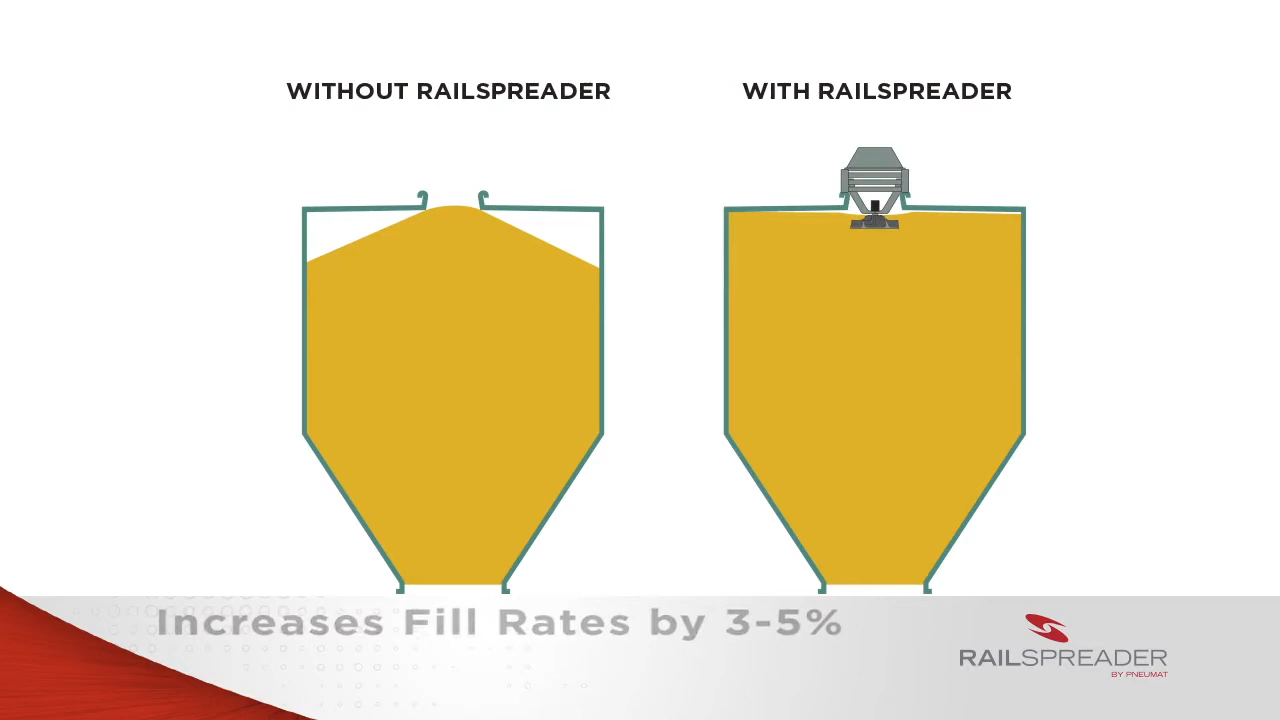 WITHOUT RAILSPREADER
WITH RAILSPREADER
Increases Fill Rates by 3-5%
RAILSPREADER
BY PNEUMAT